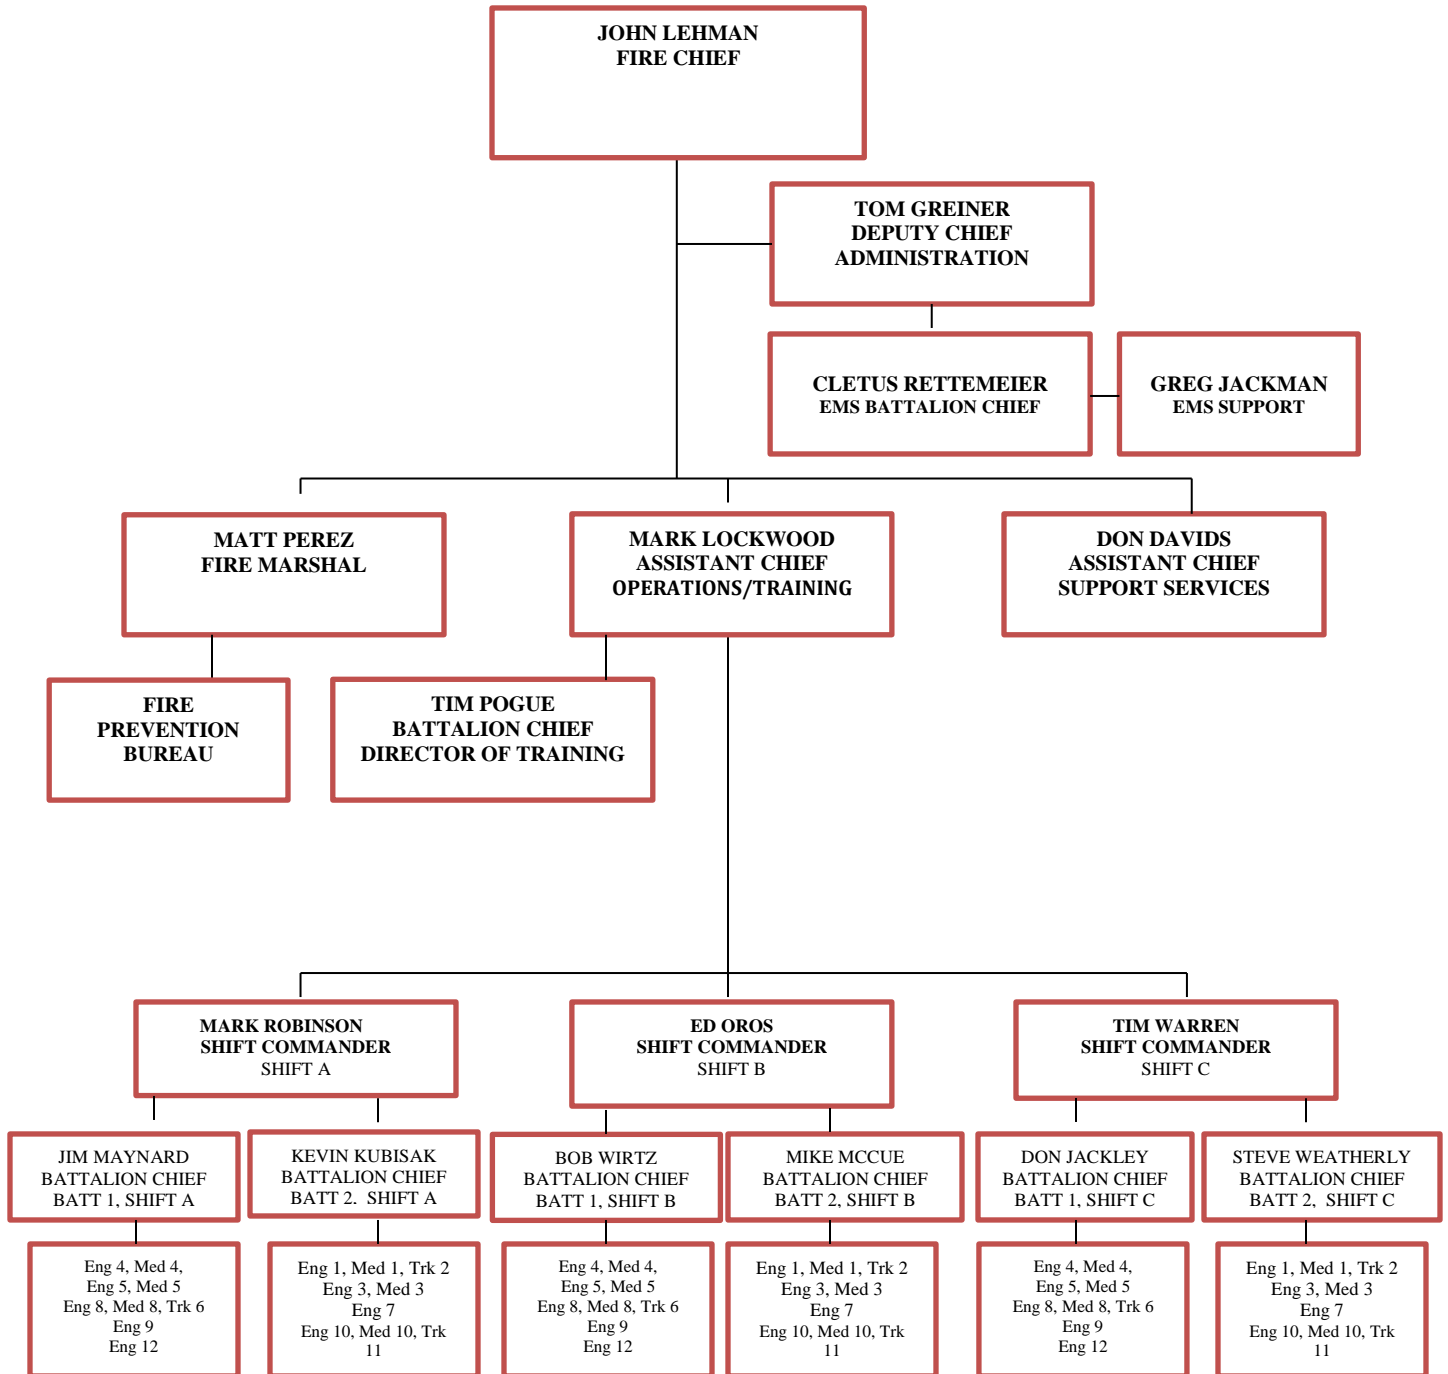 JOHN LEHMAN
FIRE CHIEF
TOM GREINER
DEPUTY CHIEF
ADMINISTRATION
CLETUS RETTEMEIER
EMS BATTALION CHIEF
GREG JACKMAN
EMS SUPPORT
MATT PEREZ
FIRE MARSHAL
MARK LOCKWOOD
ASSISTANT CHIEF
OPERATIONS/TRAINING
DON DAVIDS
ASSISTANT CHIEF
SUPPORT SERVICES
FIRE
PREVENTION
BUREAU
TIM POGUE
BATTALION CHIEF
DIRECTOR OF TRAINING
MARK ROBINSON
SHIFT COMMANDER
SHIFT A
ED OROS
SHIFT COMMANDER
SHIFT B
TIM WARREN
SHIFT COMMANDER
SHIFT C
JIM MAYNARD
BATTALION CHIEF
BATT 1, SHIFT A
KEVIN KUBISAK
BATTALION CHIEF
BATT 2. SHIFT A
BOB WIRTZ
BATTALION CHIEF
BATT 1, SHIFT B
MIKE MCCUE
BATTALION CHIEF
BATT 2, SHIFT B
DON JACKLEY
BATTALION CHIEF
BATT 1, SHIFT C
STEVE WEATHERLY
BATTALION CHIEF
BATT 2, SHIFT C
Eng 4, Med 4,
Eng 5, Med 5
Eng 8, Med 8, Trk 6
Eng 9
Eng 12
Eng 1, Med 1, Trk 2
Eng 3, Med 3
Eng 7
Eng 10, Med 10, Trk
11
Eng 4, Med 4,
Eng 5, Med 5
Eng 8, Med 8, Trk 6
Eng 9
Eng 12
Eng 1, Med 1, Trk 2
Eng 3, Med 3
Eng 7
Eng 10, Med 10, Trk
11
Eng 4, Med 4,
Eng 5, Med 5
Eng 8, Med 8, Trk 6
Eng 9
Eng 12
Eng 1, Med 1, Trk 2
Eng 3, Med 3
Eng 7
Eng 10, Med 10, Trk
11